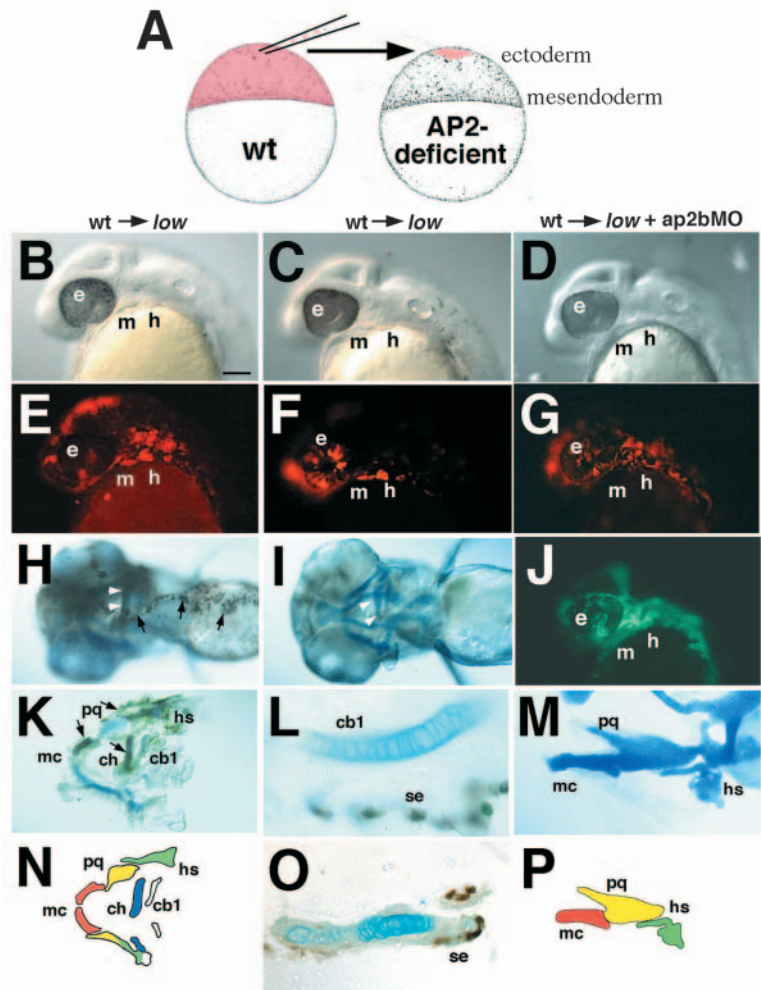 A
ectoderm
mesendoderm
wt
AP2-
deficient
wt → low
wt → low
wt → low + ap2bMO
B
e
m h
C
e
m h
D
e
m h
E
e
m h
F
e
m h
G
e
m h
H
I
J
e
m h
K
pq
hs
mc
ch
cb1
L
cb1
se
M
pq
mc
hs
N
pq
hs
mc
ch
cb1
O
se
P
pq
hs
mc